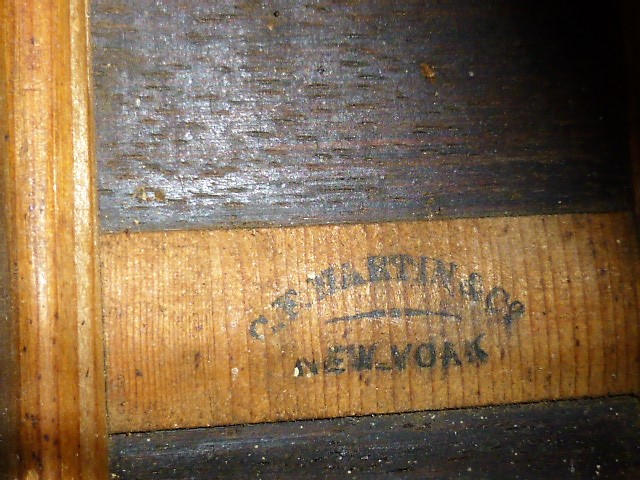 C. F. MARTIN & Co
NEW-YORK